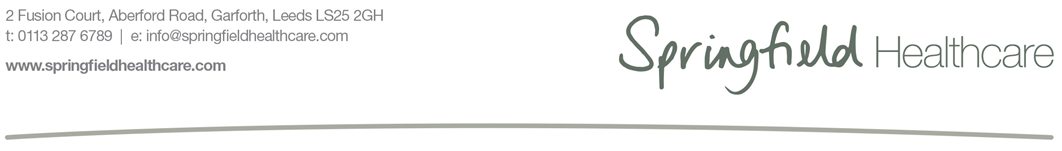 2 Fusion Court, Aberford Road, Garforth, Leeds LS25 2GH
t: 0113 287 6789 | e: info@springfieldhealthcare.com
www.springfieldhealthcare.com
Springfield Healthcare